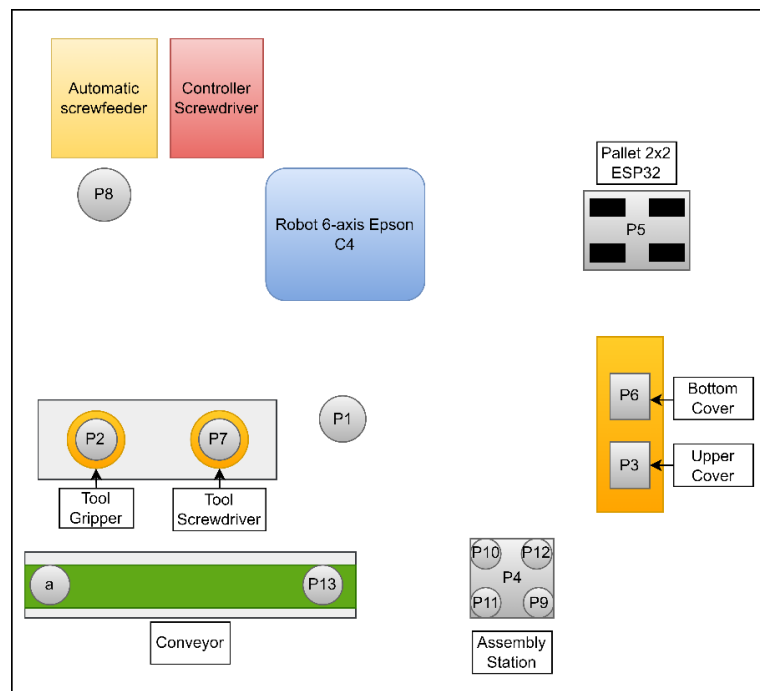 Automatic
screwfeeder
Controller
Screwdriver
P8
Robot 6-axis Epson
C4
Pallet 2x2
ESP32
P5
P1
P2
P7
Tool
Gripper
Tool
Screwdriver
P6
Bottom
Cover
P3
Upper
Cover
a
P13
Conveyor
P10
P12
P4
P11
P9
Assembly
Station